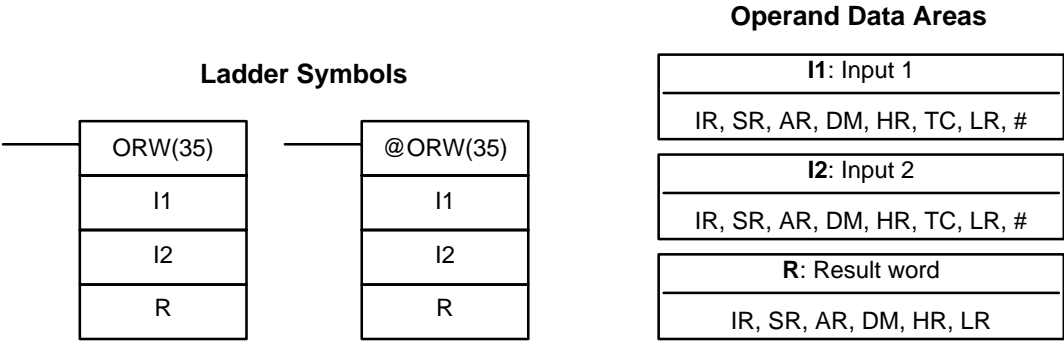 Ladder Symbols
ORW(35)
I1
I2
R
@ORW(35)
I1
I2
R
Operand Data Areas
I1: Input 1
IR, SR, AR, DM, HR, TC, LR, #
I2: Input 2
IR, SR, AR, DM, HR, TC, LR, #
R: Result word
IR, SR, AR, DM, HR, LR